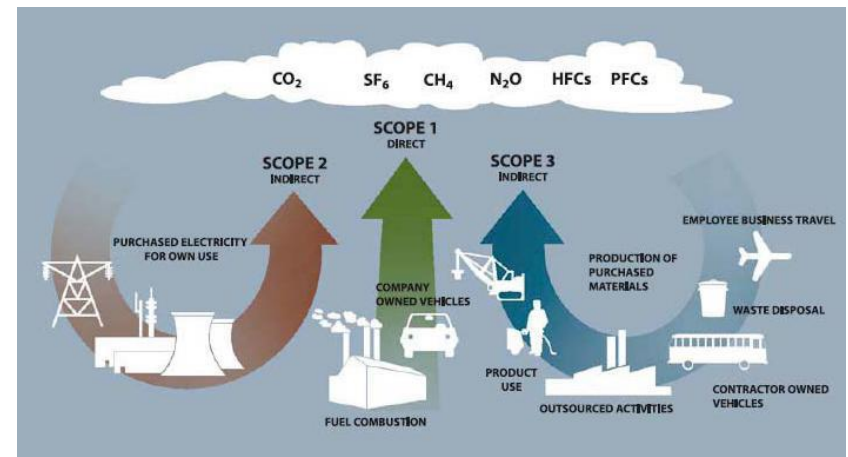 CO₂ SF₆ CH₄ N₂O HFCs PFCs
SCOPE 1
DIRECT
SCOPE 2
INDIRECT
SCOPE 3
INDIRECT
PURCHASED ELECTRICITY
FOR OWN USE
COMPANY
OWNED VEHICLES
FUEL COMBUSTION
PRODUCT
USE
PRODUCTION OF
PURCHASED
MATERIALS
OUTSOURCED ACTIVITIES
EMPLOYEE BUSINESS TRAVEL
WASTE DISPOSAL
CONTRACTOR OWNED
VEHICLES